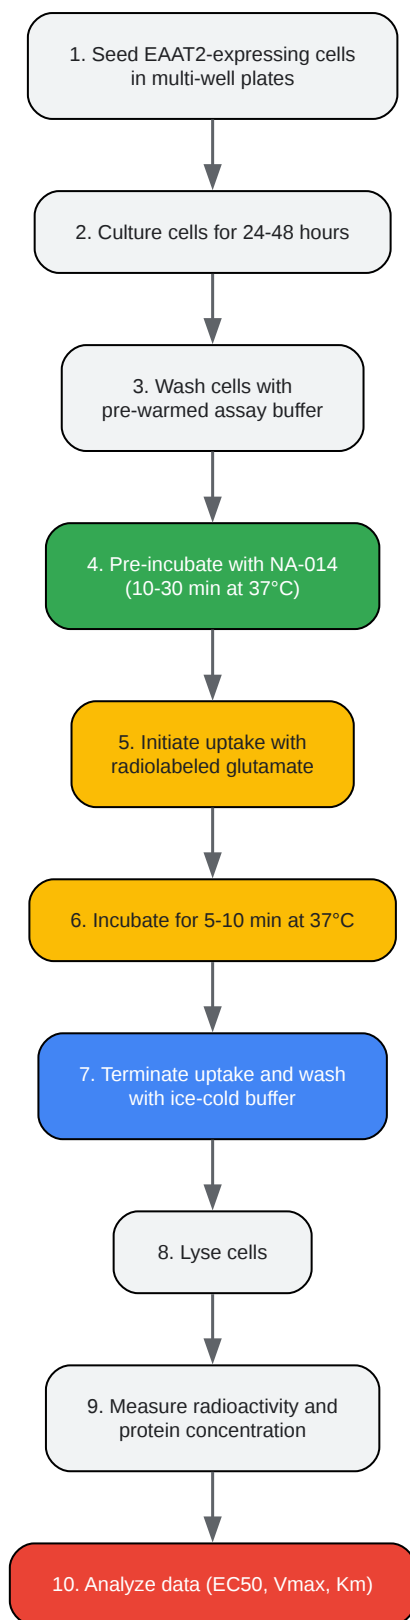 1. Seed EAAT2-expressing cells
in multi-well plates
2. Culture cells for 24-48 hours
3. Wash cells with
pre-warmed assay buffer
4. Pre-incubate with NA-014
(10-30 min at 37°C)
5. Initiate uptake with
radiolabeled glutamate
6. Incubate for 5-10 min at 37°C
7. Terminate uptake and wash
with ice-cold buffer
8. Lyse cells
9. Measure radioactivity and
protein concentration
10. Analyze data (EC50, Vmax, Km)